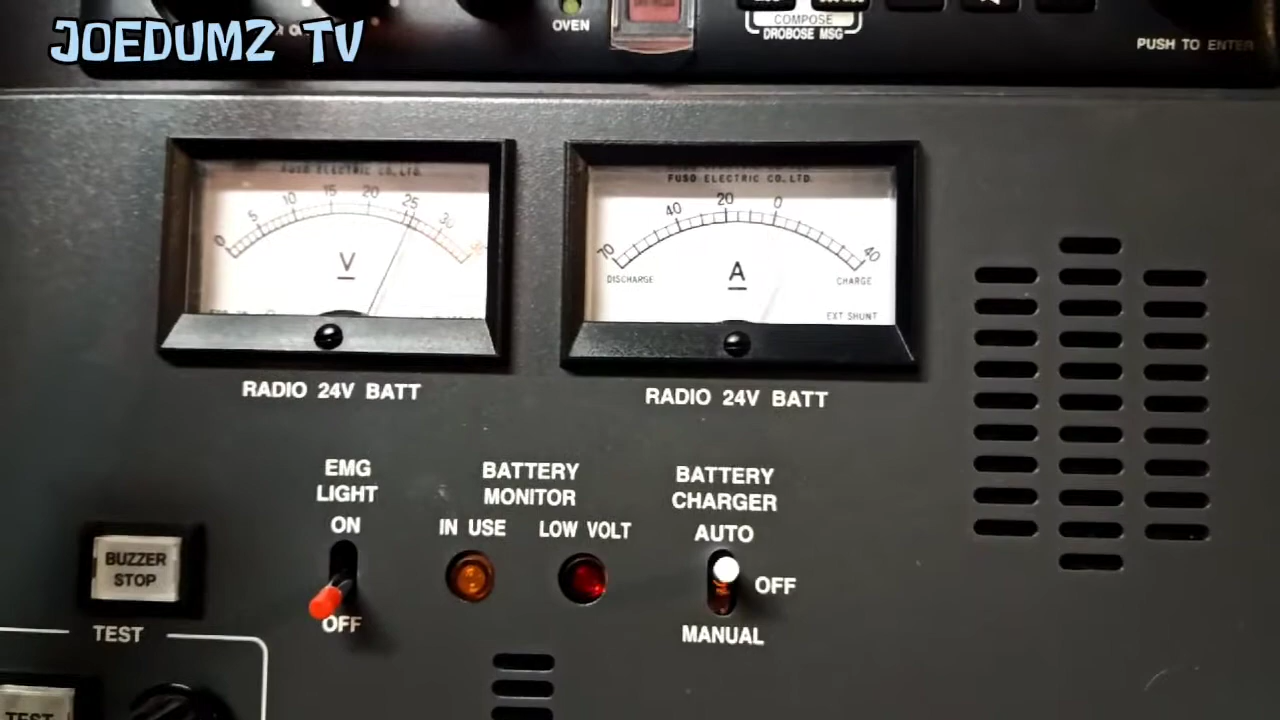 JOEDUMZ TV
OVEN
COMPOSE
DROBOSE MSG
PUSH TO ENTER
FUSO ELECTRIC CO., LTD.
0 5 10 15 20 25 30
V
FUSO ELECTRIC CO., LTD.
70 40 20 0 40
DISCHARGE
CHARGE
A
EXT SHUNT
RADIO 24V BATT
RADIO 24V BATT
EMG
LIGHT
ON
OFF
BATTERY
MONITOR
IN USE
LOW VOLT
BATTERY
CHARGER
AUTO
OFF
MANUAL
BUZZER
STOP
TEST
TEST